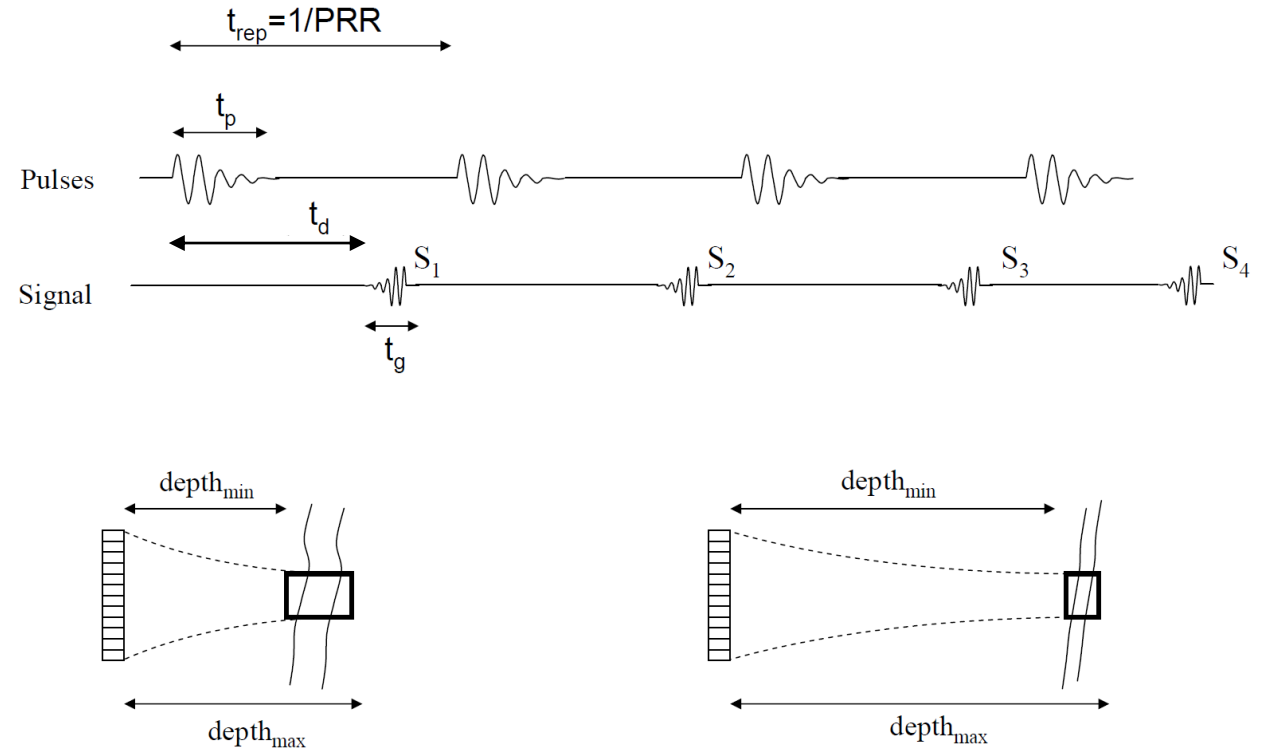 t_rep=1/PRR
t_p
Pulses
t_d
S_1 S_2 S_3 S_4
Signal
t_g
depth_min depth_min
depth_max depth_max